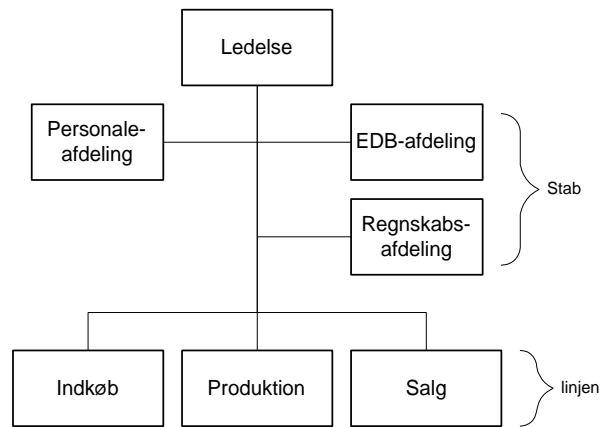 Ledelse
Personale-
afdeling
EDB-afdeling
Stab
Regnskabs-
afdeling
Indkøb
Produktion
Salg
linjen